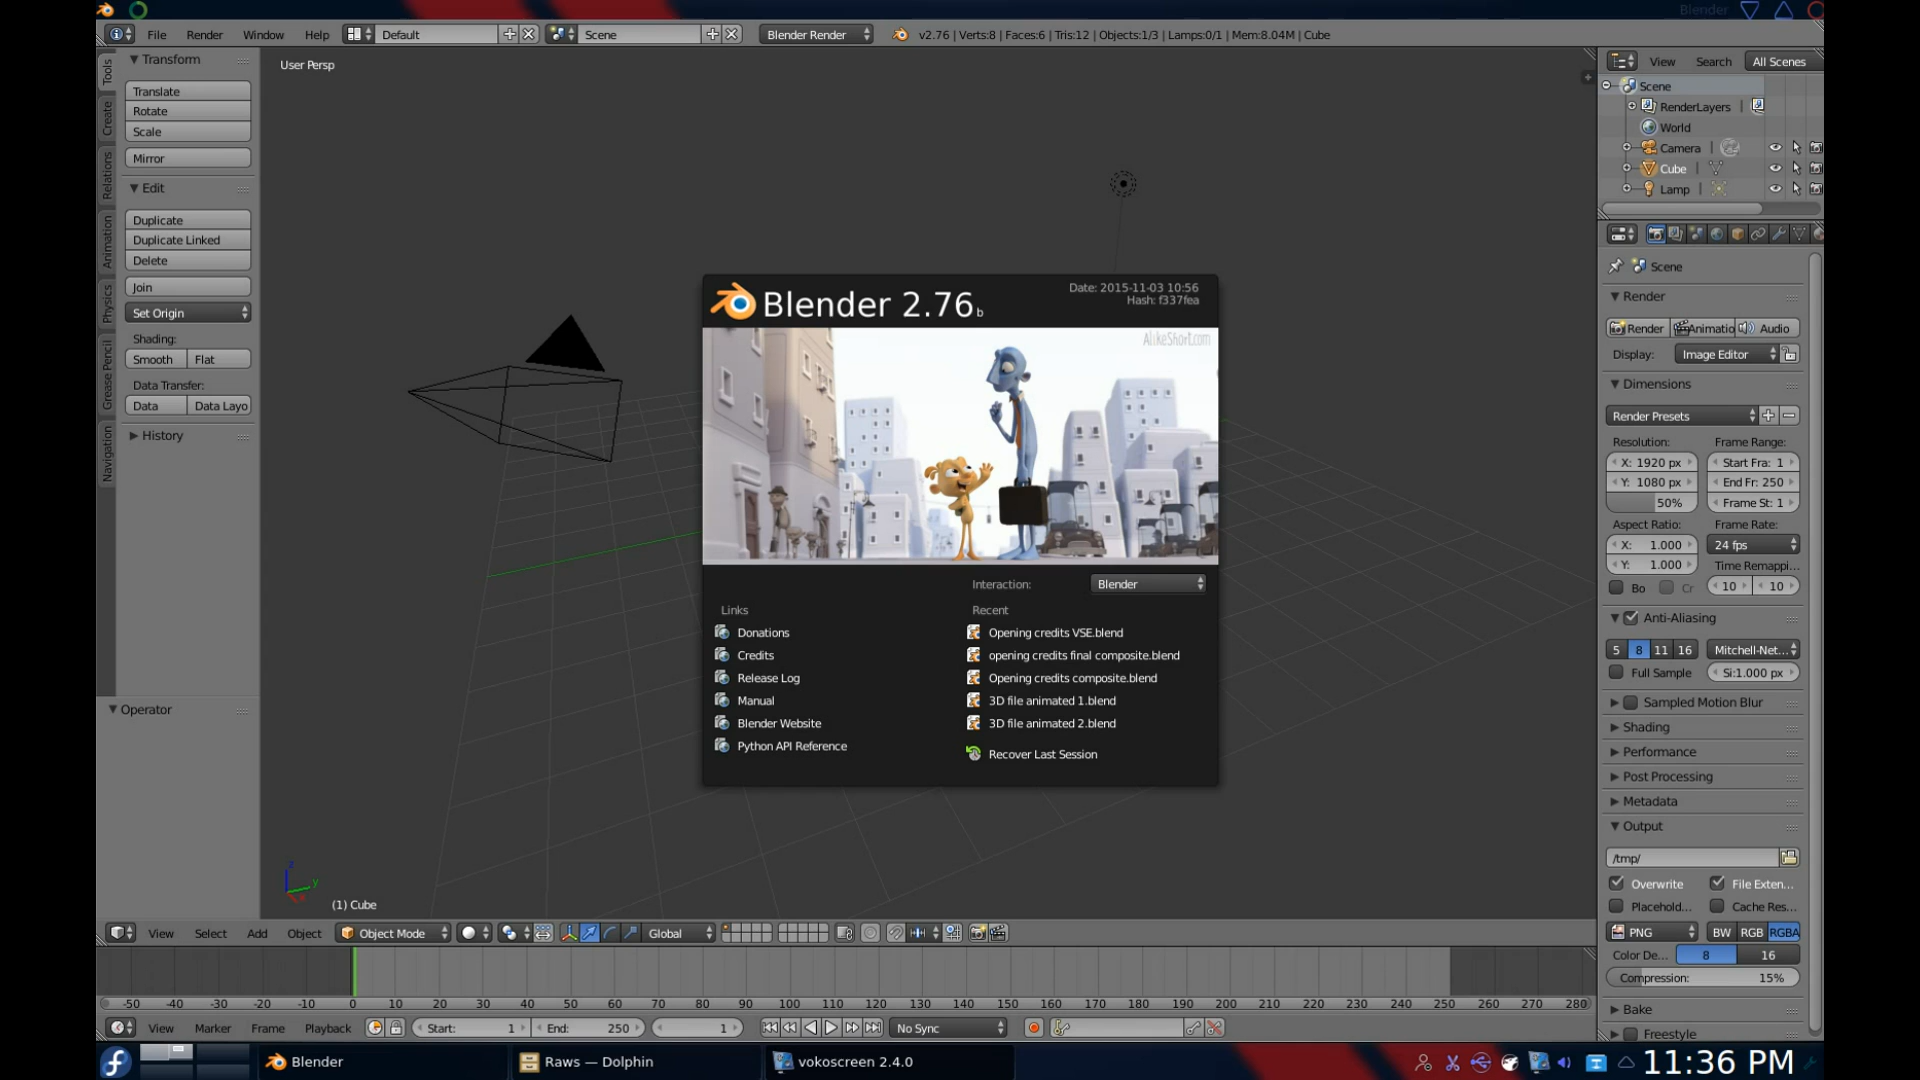 Blender
File Render Window Help Default Scene Blender Render v2.76 | Verts:8 | Faces:6 | Tris:12 | Objects:1/3 | Lamps:0/1 | Mem:8.04M | Cube
Tools
Create
Relations
Animation
Physics
Grease Pencil
Navigation
Transform
Translate
Rotate
Scale
Mirror
Edit
Duplicate
Duplicate Linked
Delete
Join
Set Origin
Shading:
Smooth Flat
Data Transfer:
Data Data Layo
History
Operator
User Persp
(1) Cube
z
y
x
Blender 2.76b
Date: 2015-11-03 10:56
Hash: f337fea
AlikeShort.com
Interaction: Blender
Links
Donations
Credits
Release Log
Manual
Blender Website
Python API Reference
Recent
Opening credits VSE.blend
opening credits final composite.blend
Opening credits composite.blend
3D file animated 1.blend
3D file animated 2.blend
Recover Last Session
View Search All Scenes
Scene
RenderLayers |
World
Camera |
Cube |
Lamp |
Scene
Render
Render Animatio Audio
Display: Image Editor
Dimensions
Render Presets
Resolution: Frame Range:
X: 1920 px Start Fra: 1
Y: 1080 px End Fr: 250
50% Frame St: 1
Aspect Ratio: Frame Rate:
X: 1.000 24 fps
Y: 1.000 Time Remappi...
Bo Cr 10 10
Anti-Aliasing
5 8 11 16 Mitchell-Net...
Full Sample Si:1.000 px
Sampled Motion Blur
Shading
Performance
Post Processing
Metadata
Output
/tmp/
Overwrite File Exten...
Placehold... Cache Res...
PNG BW RGB RGBA
Color De... 8 16
Compression: 15%
Bake
Freestyle
View Select Add Object Object Mode Global
-50 -40 -30 -20 -10 0 10 20 30 40 50 60 70 80 90 100 110 120 130 140 150 160 170 180 190 200 210 220 230 240 250 260 270 280
View Marker Frame Playback Start: 1 End: 250 1 No Sync
Blender Raws — Dolphin vokoscreen 2.4.0 11:36 PM